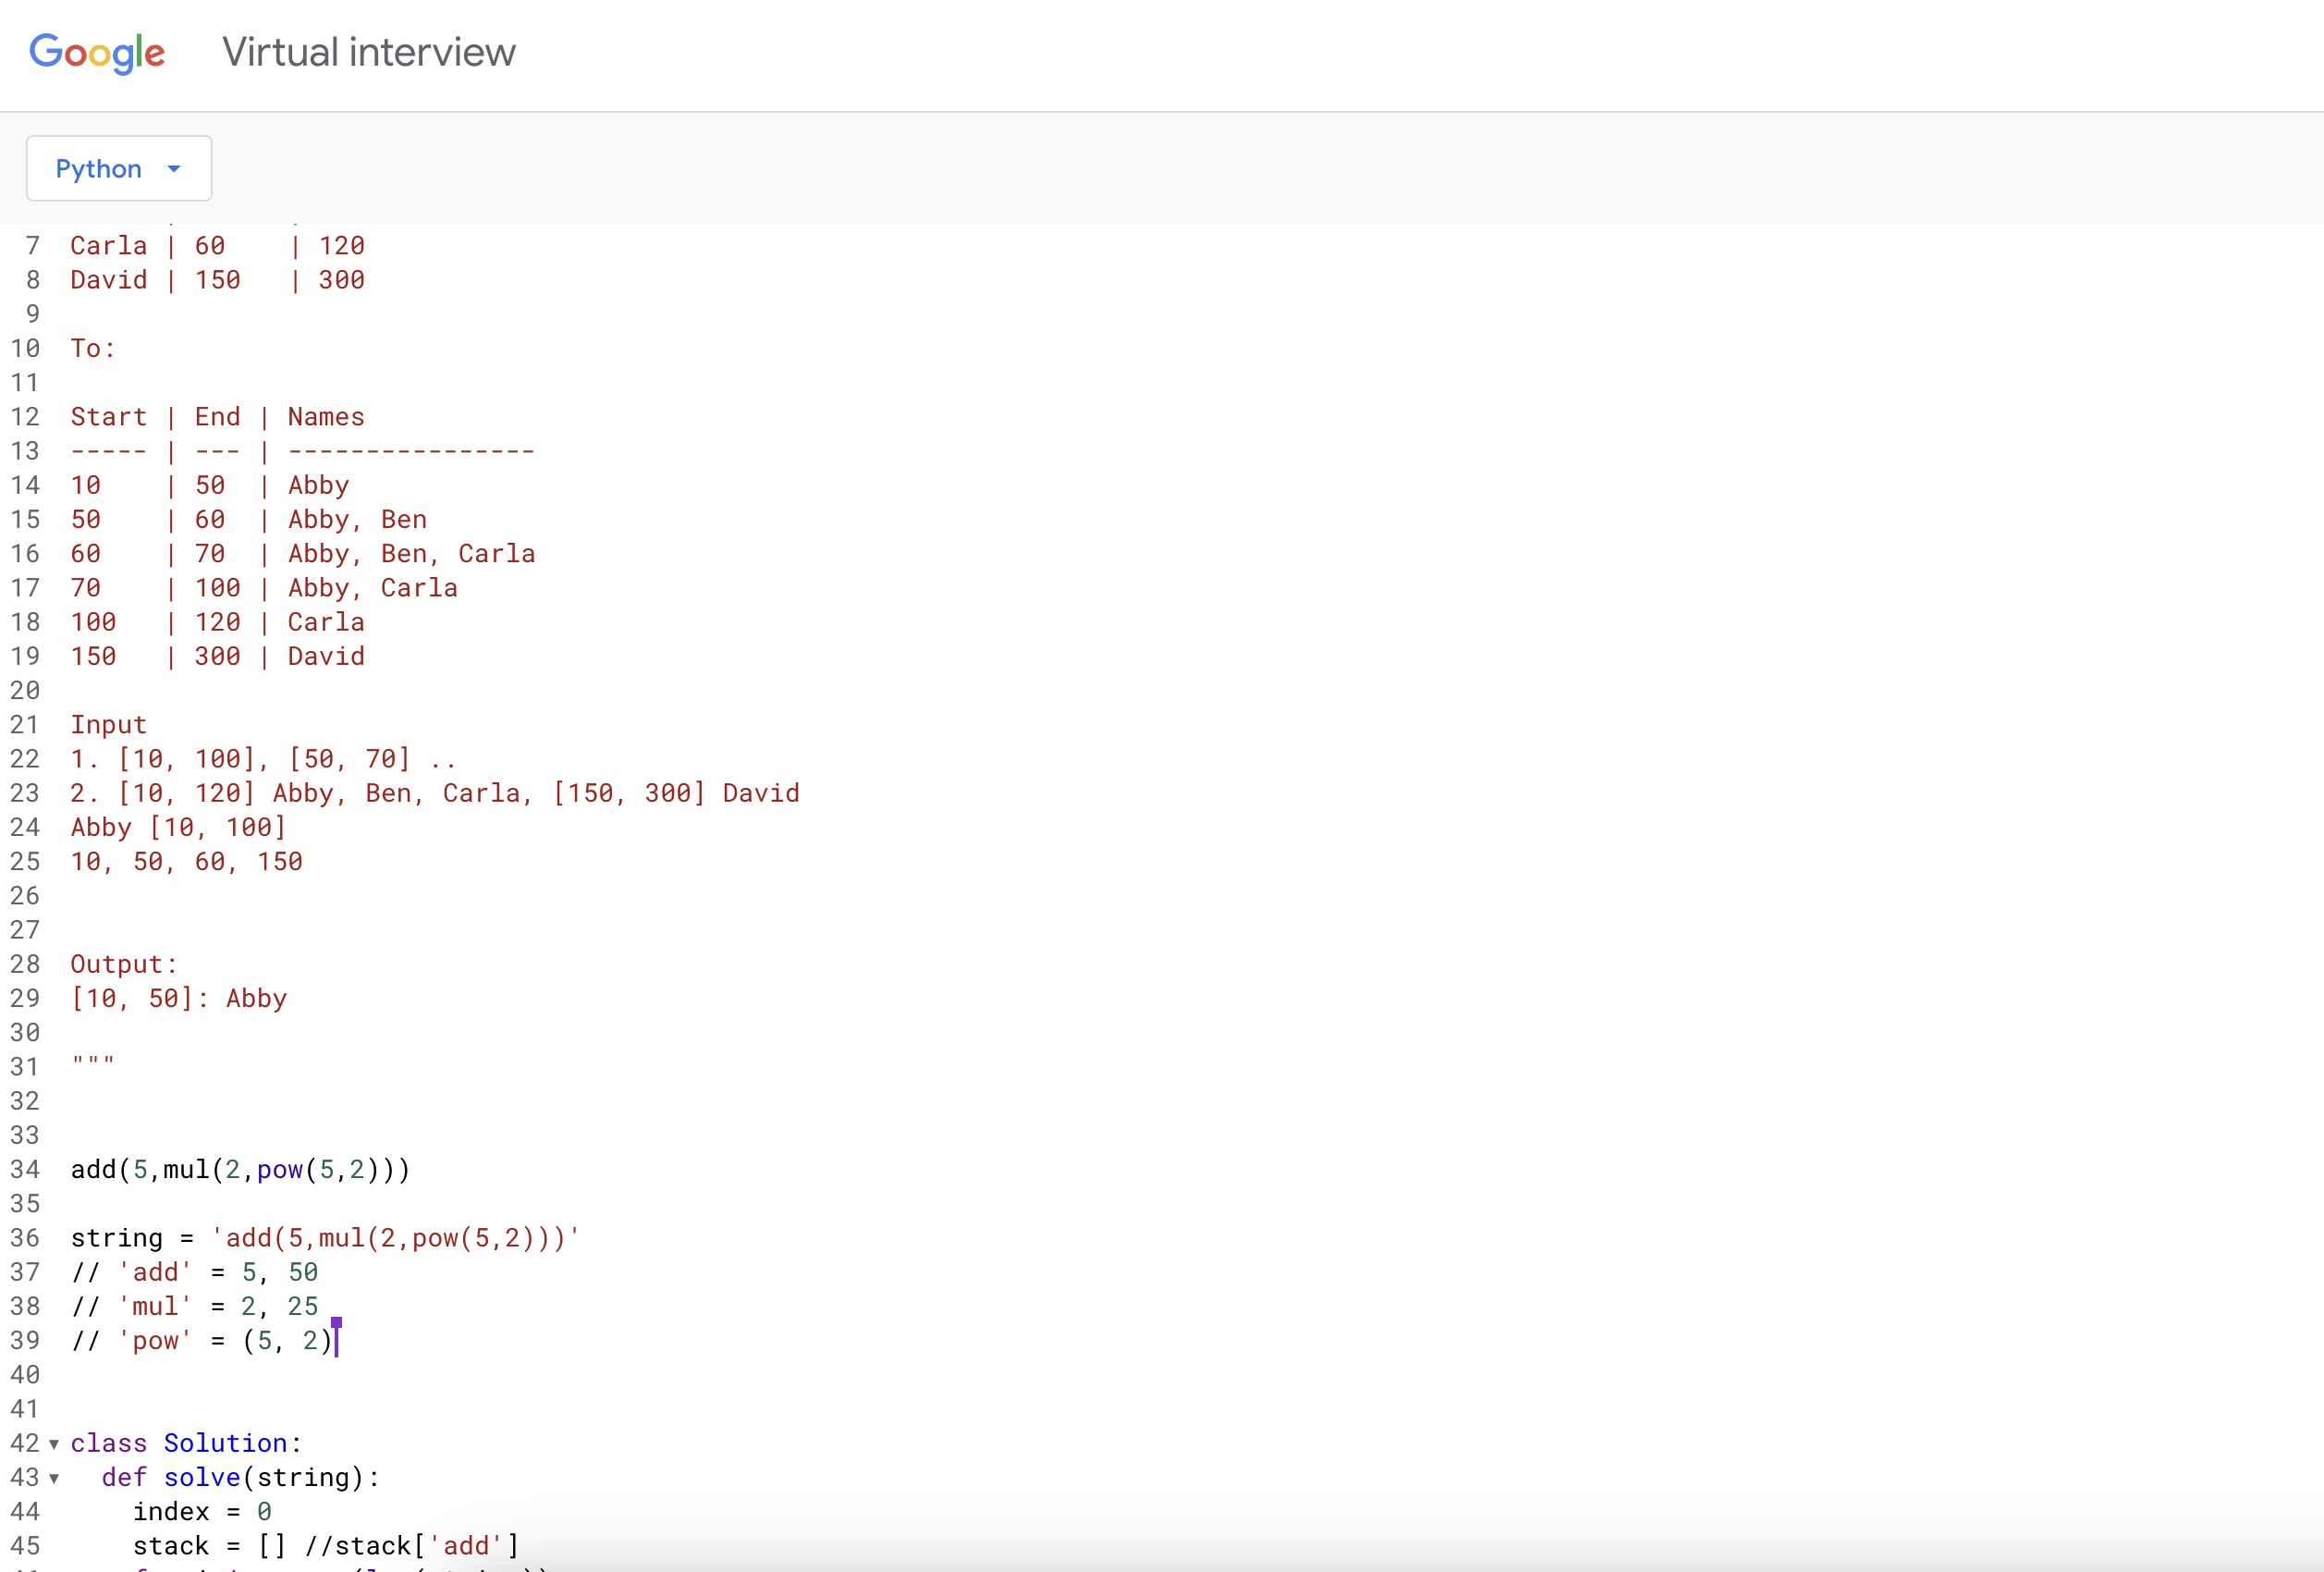 Google Virtual interview
Python
7 Carla | 60    | 120
8 David | 150   | 300
9
10 To:
11
12 Start | End | Names
13 ----- | --- | ----------------
14 10    | 50  | Abby
15 50    | 60  | Abby, Ben
16 60    | 70  | Abby, Ben, Carla
17 70    | 100 | Abby, Carla
18 100   | 120 | Carla
19 150   | 300 | David
20
21 Input
22 1. [10, 100], [50, 70] ..
23 2. [10, 120] Abby, Ben, Carla, [150, 300] David
24 Abby [10, 100]
25 10, 50, 60, 150
26
27
28 Output:
29 [10, 50]: Abby
30
31 """
32
33
34 add(5,mul(2,pow(5,2)))
35
36 string = 'add(5,mul(2,pow(5,2)))'
37 // 'add' = 5, 50
38 // 'mul' = 2, 25
39 // 'pow' = (5, 2)
40
41
42 class Solution:
43   def solve(string):
44     index = 0
45     stack = [] //stack['add']